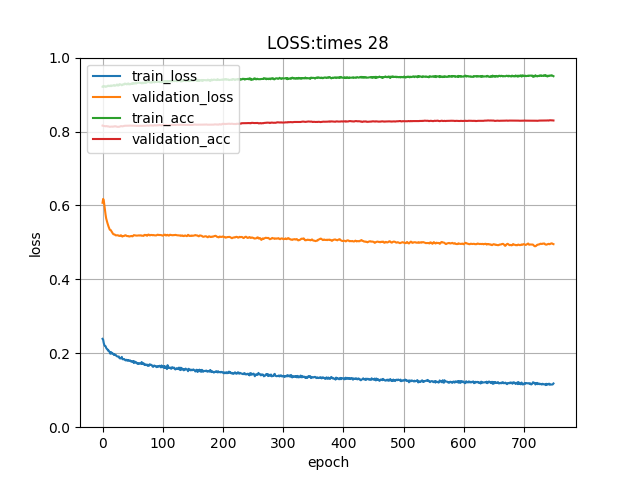 LOSS:times 28
1.0
0.8
0.6
0.4
0.2
0.0
loss
train_loss
validation_loss
train_acc
validation_acc
0 100 200 300 400 500 600 700
epoch